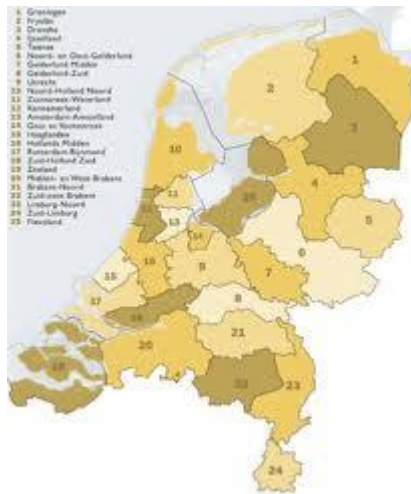 1 Groningen
2 Fryslân
3 Drenthe
4 IJsselland
5 Twente
6 Noord- en Oost-Gelderland
7 Gelderland Midden
8 Gelderland-Zuid
9 Utrecht
10 Noord-Holland Noord
11 Zaanstreek-Waterland
12 Kennemerland
13 Amsterdam-Amstelland
14 Gooi en Vechtstreek
15 Haaglanden
16 Hollands Midden
17 Rotterdam-Rijnmond
18 Zuid-Holland Zuid
19 Zeeland
20 Midden- en West-Brabant
21 Brabant-Noord
22 Zuidoost-Brabant
23 Limburg-Noord
24 Zuid-Limburg
25 Flevoland
1
2
3
10
4
25
11
12
13
5
14
6
16
9
7
15
17
8
18
21
20
19
22
23
24